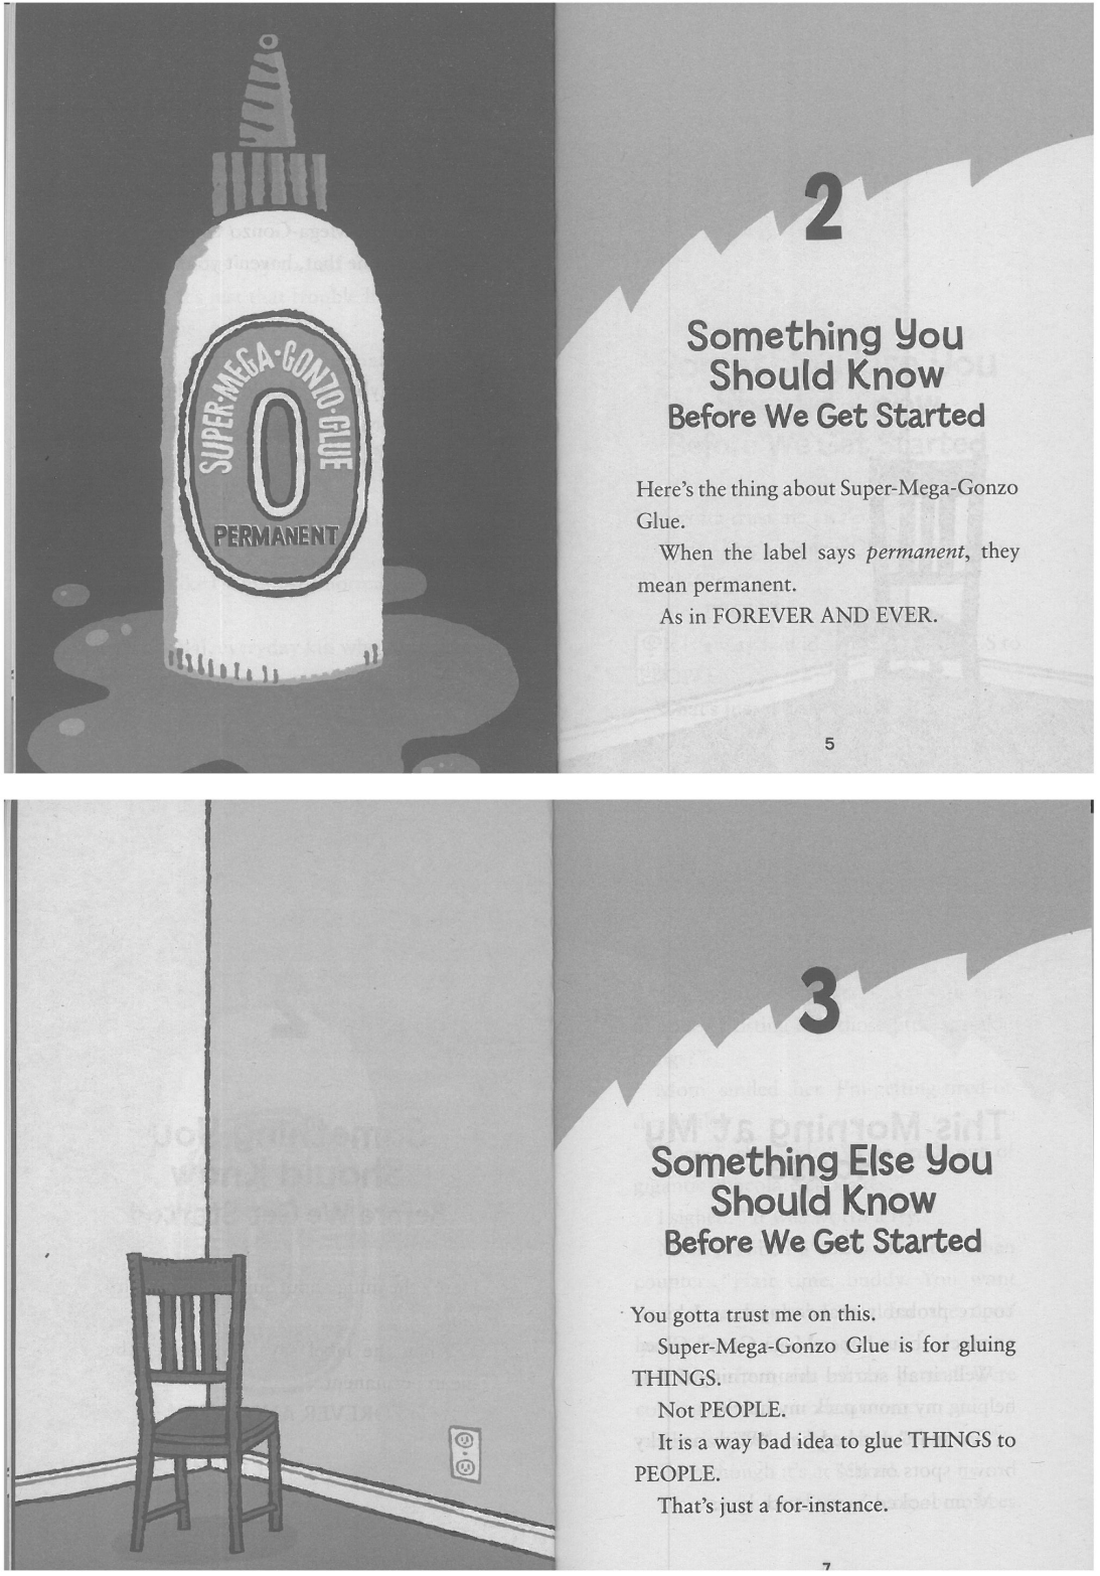 SUPER·MEGA·GONZO·GLUE
0
PERMANENT
2
Something You
Should Know
Before We Get Started
Here's the thing about Super-Mega-Gonzo
Glue.
When the label says permanent, they
mean permanent.
As in FOREVER AND EVER.
5
3
Something Else You
Should Know
Before We Get Started
You gotta trust me on this.
Super-Mega-Gonzo Glue is for gluing
THINGS.
Not PEOPLE.
It is a way bad idea to glue THINGS to
PEOPLE.
That's just a for-instance.
7